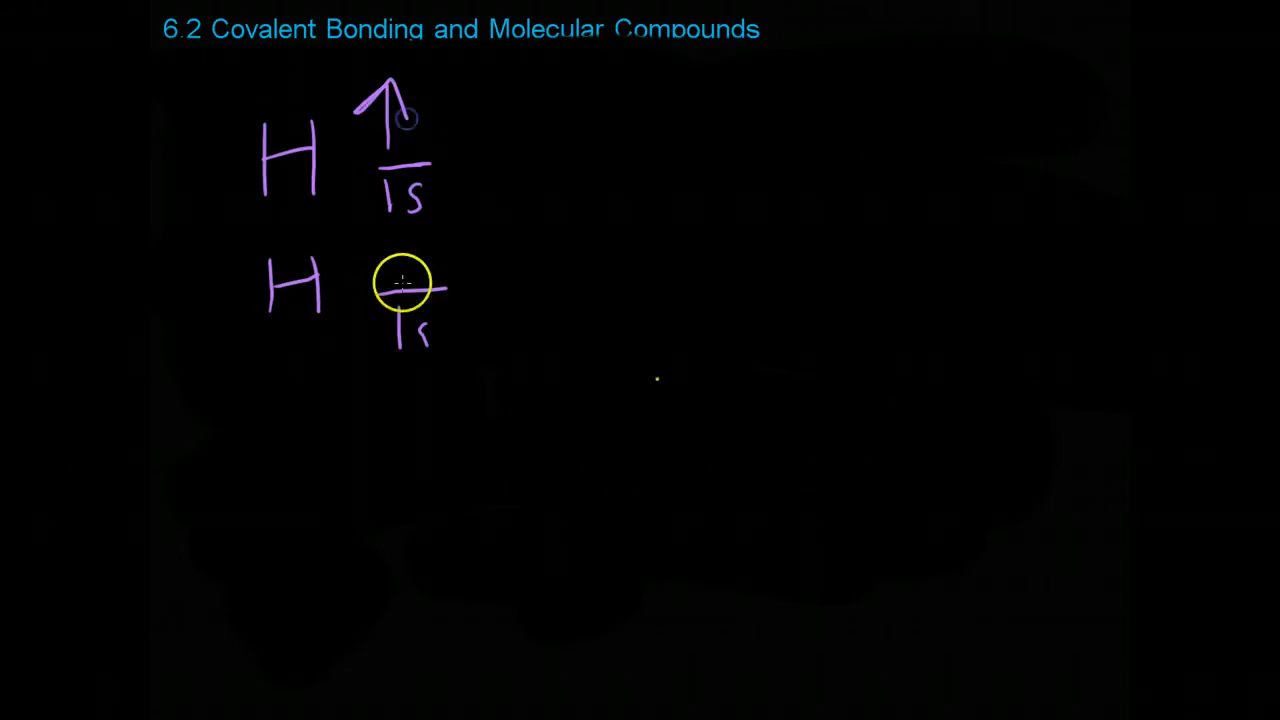 6.2 Covalent Bonding and Molecular Compounds
H ↑
1s
H
1s